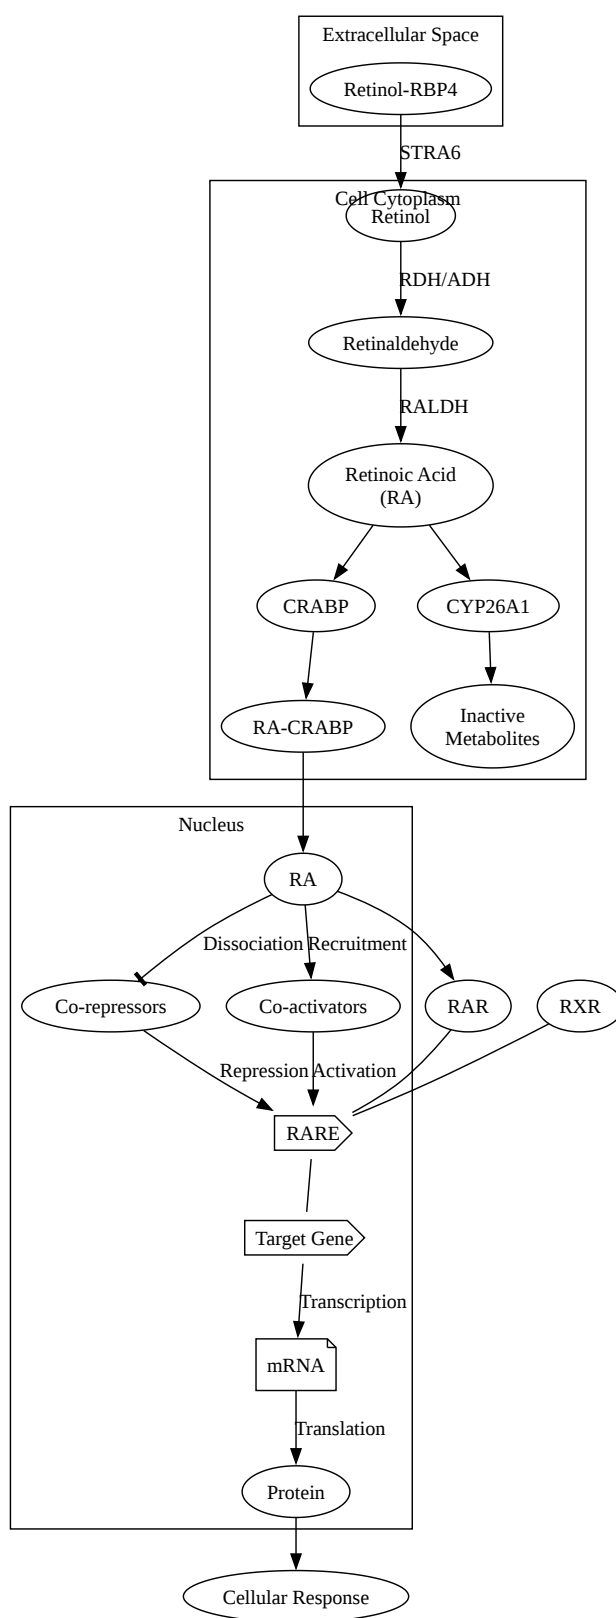 Extracellular Space
Retinol-RBP4
STRA6
Cell Cytoplasm
Retinol
RDH/ADH
Retinaldehyde
RALDH
Retinoic Acid
(RA)
CRABP
CYP26A1
RA-CRABP
Inactive
Metabolites
Nucleus
RA
Dissociation
Recruitment
Co-repressors
Co-activators
RAR
RXR
Repression
Activation
RARE
Target Gene
Transcription
mRNA
Translation
Protein
Cellular Response